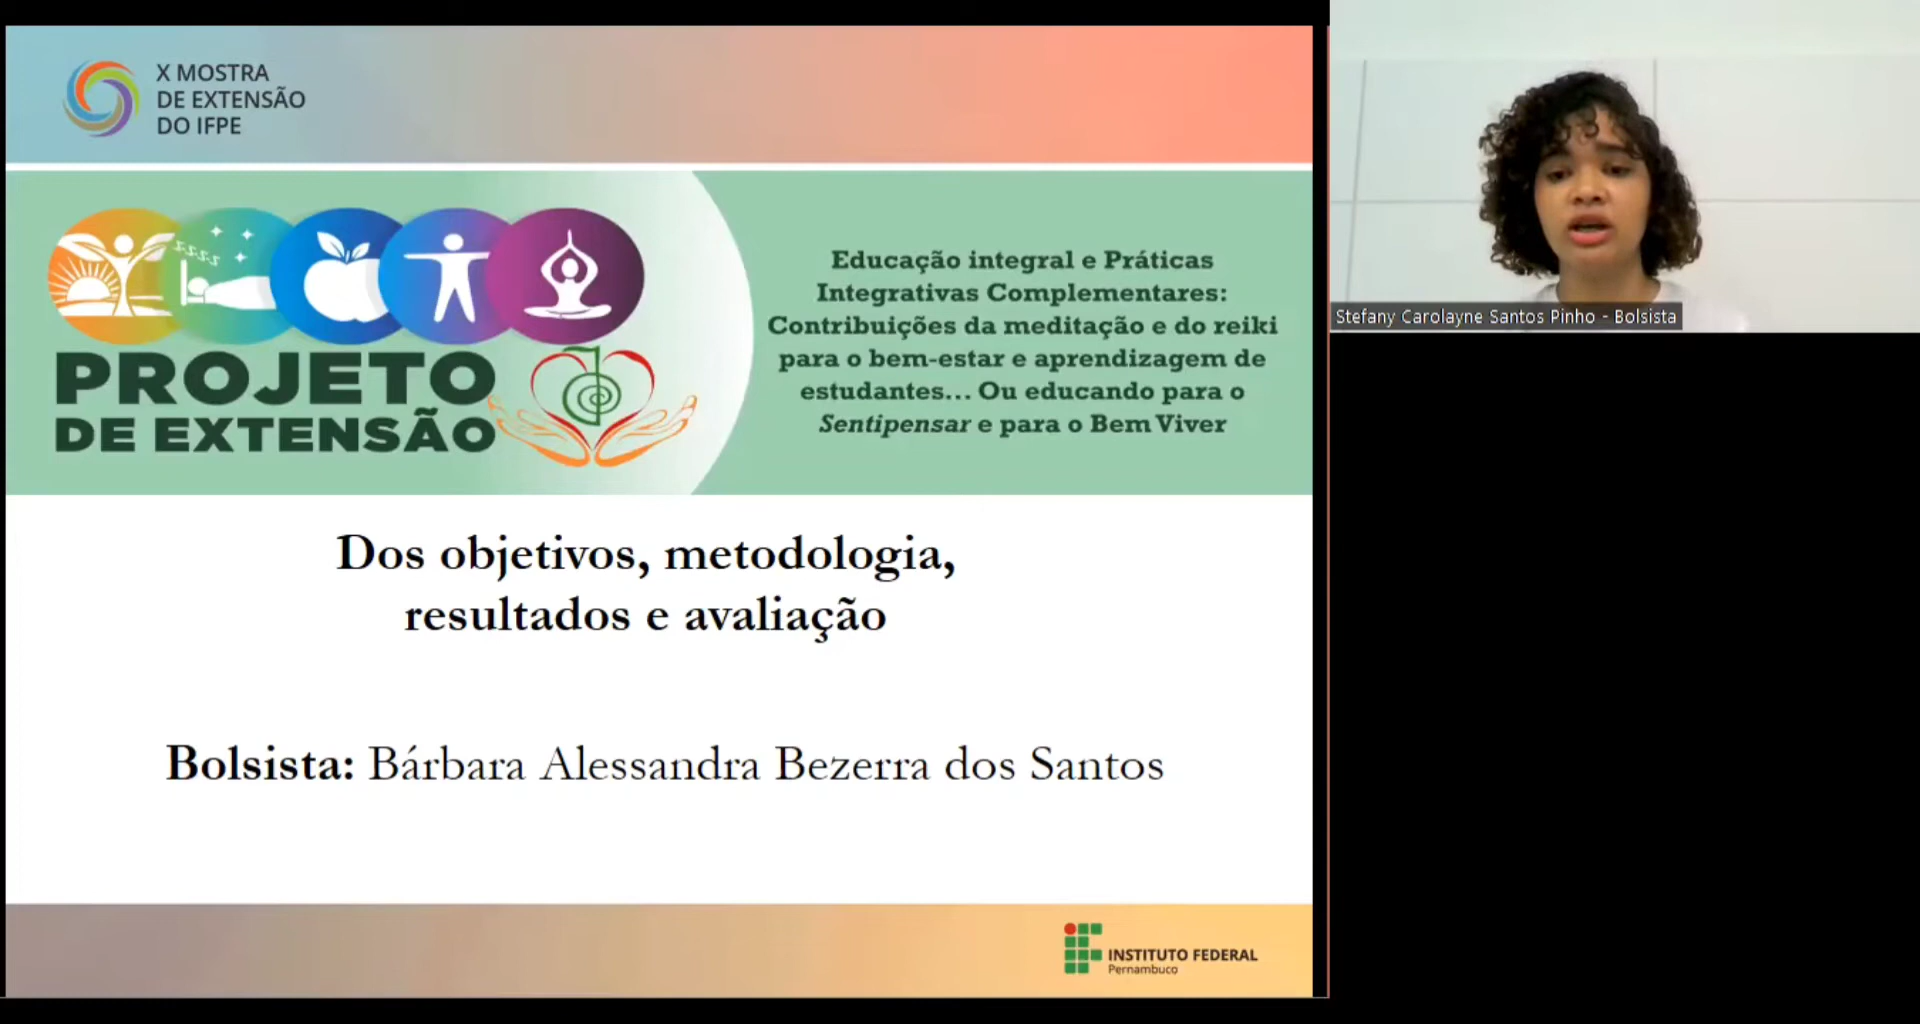 X MOSTRA
DE EXTENSÃO
DO IFPE
zzzzz
PROJETO
DE EXTENSÃO
Educação integral e Práticas
Integrativas Complementares:
Contribuições da meditação e do reiki
para o bem-estar e aprendizagem de
estudantes... Ou educando para o
Sentipensar e para o Bem Viver
Dos objetivos, metodologia,
resultados e avaliação
Bolsista: Bárbara Alessandra Bezerra dos Santos
INSTITUTO FEDERAL
Pernambuco
Stefany Carolayne Santos Pinho - Bolsista